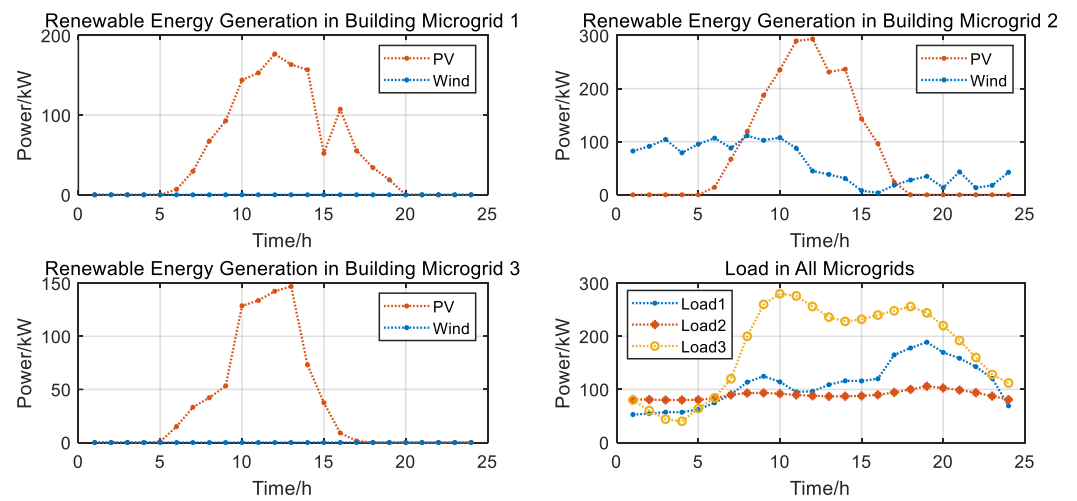 Renewable Energy Generation in Building Microgrid 1
200
100
0
Power/kW
PV
Wind
0 5 10 15 20 25
Time/h
Renewable Energy Generation in Building Microgrid 2
300
200
100
0
Power/kW
PV
Wind
0 5 10 15 20 25
Time/h
Renewable Energy Generation in Building Microgrid 3
150
100
50
0
Power/kW
PV
Wind
0 5 10 15 20 25
Time/h
Load in All Microgrids
300
200
100
0
Power/kW
Load1
Load2
Load3
0 5 10 15 20 25
Time/h